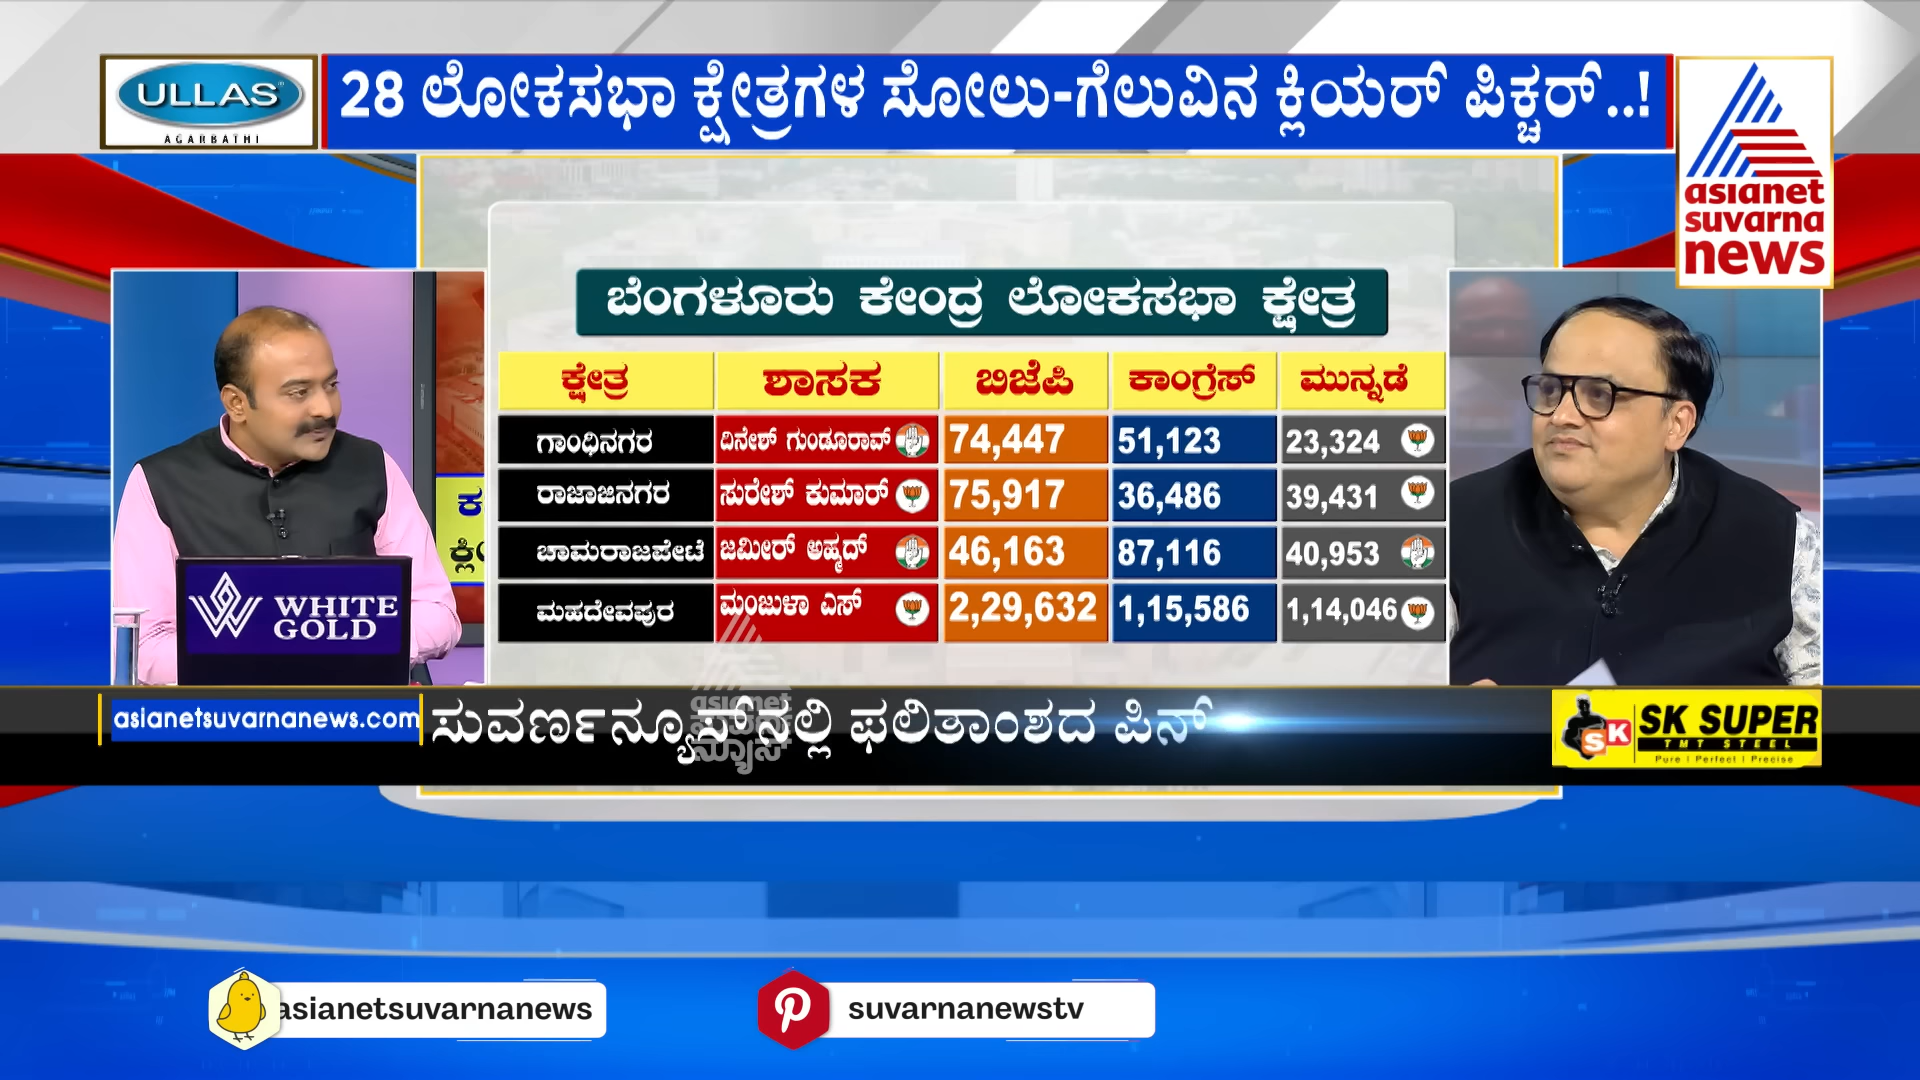 ULLAS
AGARBATHI
28 ಲೋಕಸಭಾ ಕ್ಷೇತ್ರಗಳ ಸೋಲು-ಗೆಲುವಿನ ಕ್ಲಿಯರ್ ಪಿಕ್ಚರ್..!
asianet
suvarna
news
ಬೆಂಗಳೂರು ಕೇಂದ್ರ ಲೋಕಸಭಾ ಕ್ಷೇತ್ರ
ಕ್ಷೇತ್ರ ಶಾಸಕ ಬಿಜೆಪಿ ಕಾಂಗ್ರೆಸ್ ಮುನ್ನಡೆ
ಗಾಂಧಿನಗರ ದಿನೇಶ್ ಗುಂಡೂರಾವ್ 74,447 51,123 23,324
ರಾಜಾಜಿನಗರ ಸುರೇಶ್ ಕುಮಾರ್ 75,917 36,486 39,431
ಚಾಮರಾಜಪೇಟೆ ಜಮೀರ್ ಅಹ್ಮದ್ 46,163 87,116 40,953
ಮಹದೇವಪುರ ಮಂಜುಳಾ ಎಸ್ 2,29,632 1,15,586 1,14,046
WHITE
GOLD
asianetsuvarnanews.com ಸುವರ್ಣನ್ಯೂಸ್‌ನಲ್ಲಿ ಫಲಿತಾಂಶದ ಪಿನ್
asianet
ಸುವರ್ಣ
ನ್ಯೂಸ್
SK
SK SUPER
TMT STEEL
Pure | Perfect | Precise
asianetsuvarnanews
suvarnanewstv